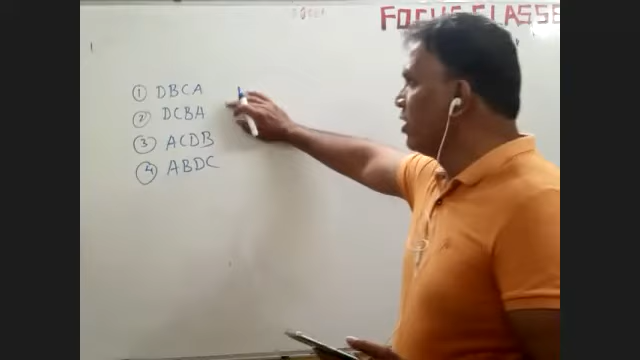 FOCUS CLASSE
① DBCA
② DCBA
③ ACDB
④ ABDC